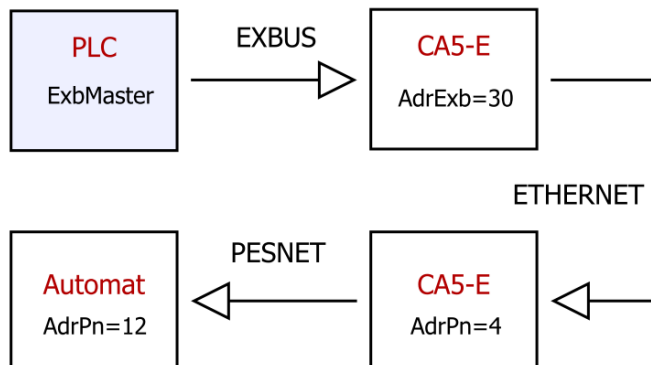 PLC
ExbMaster
EXBUS
CA5-E
AdrExb=30
ETHERNET
Automat
AdrPn=12
PESNET
CA5-E
AdrPn=4